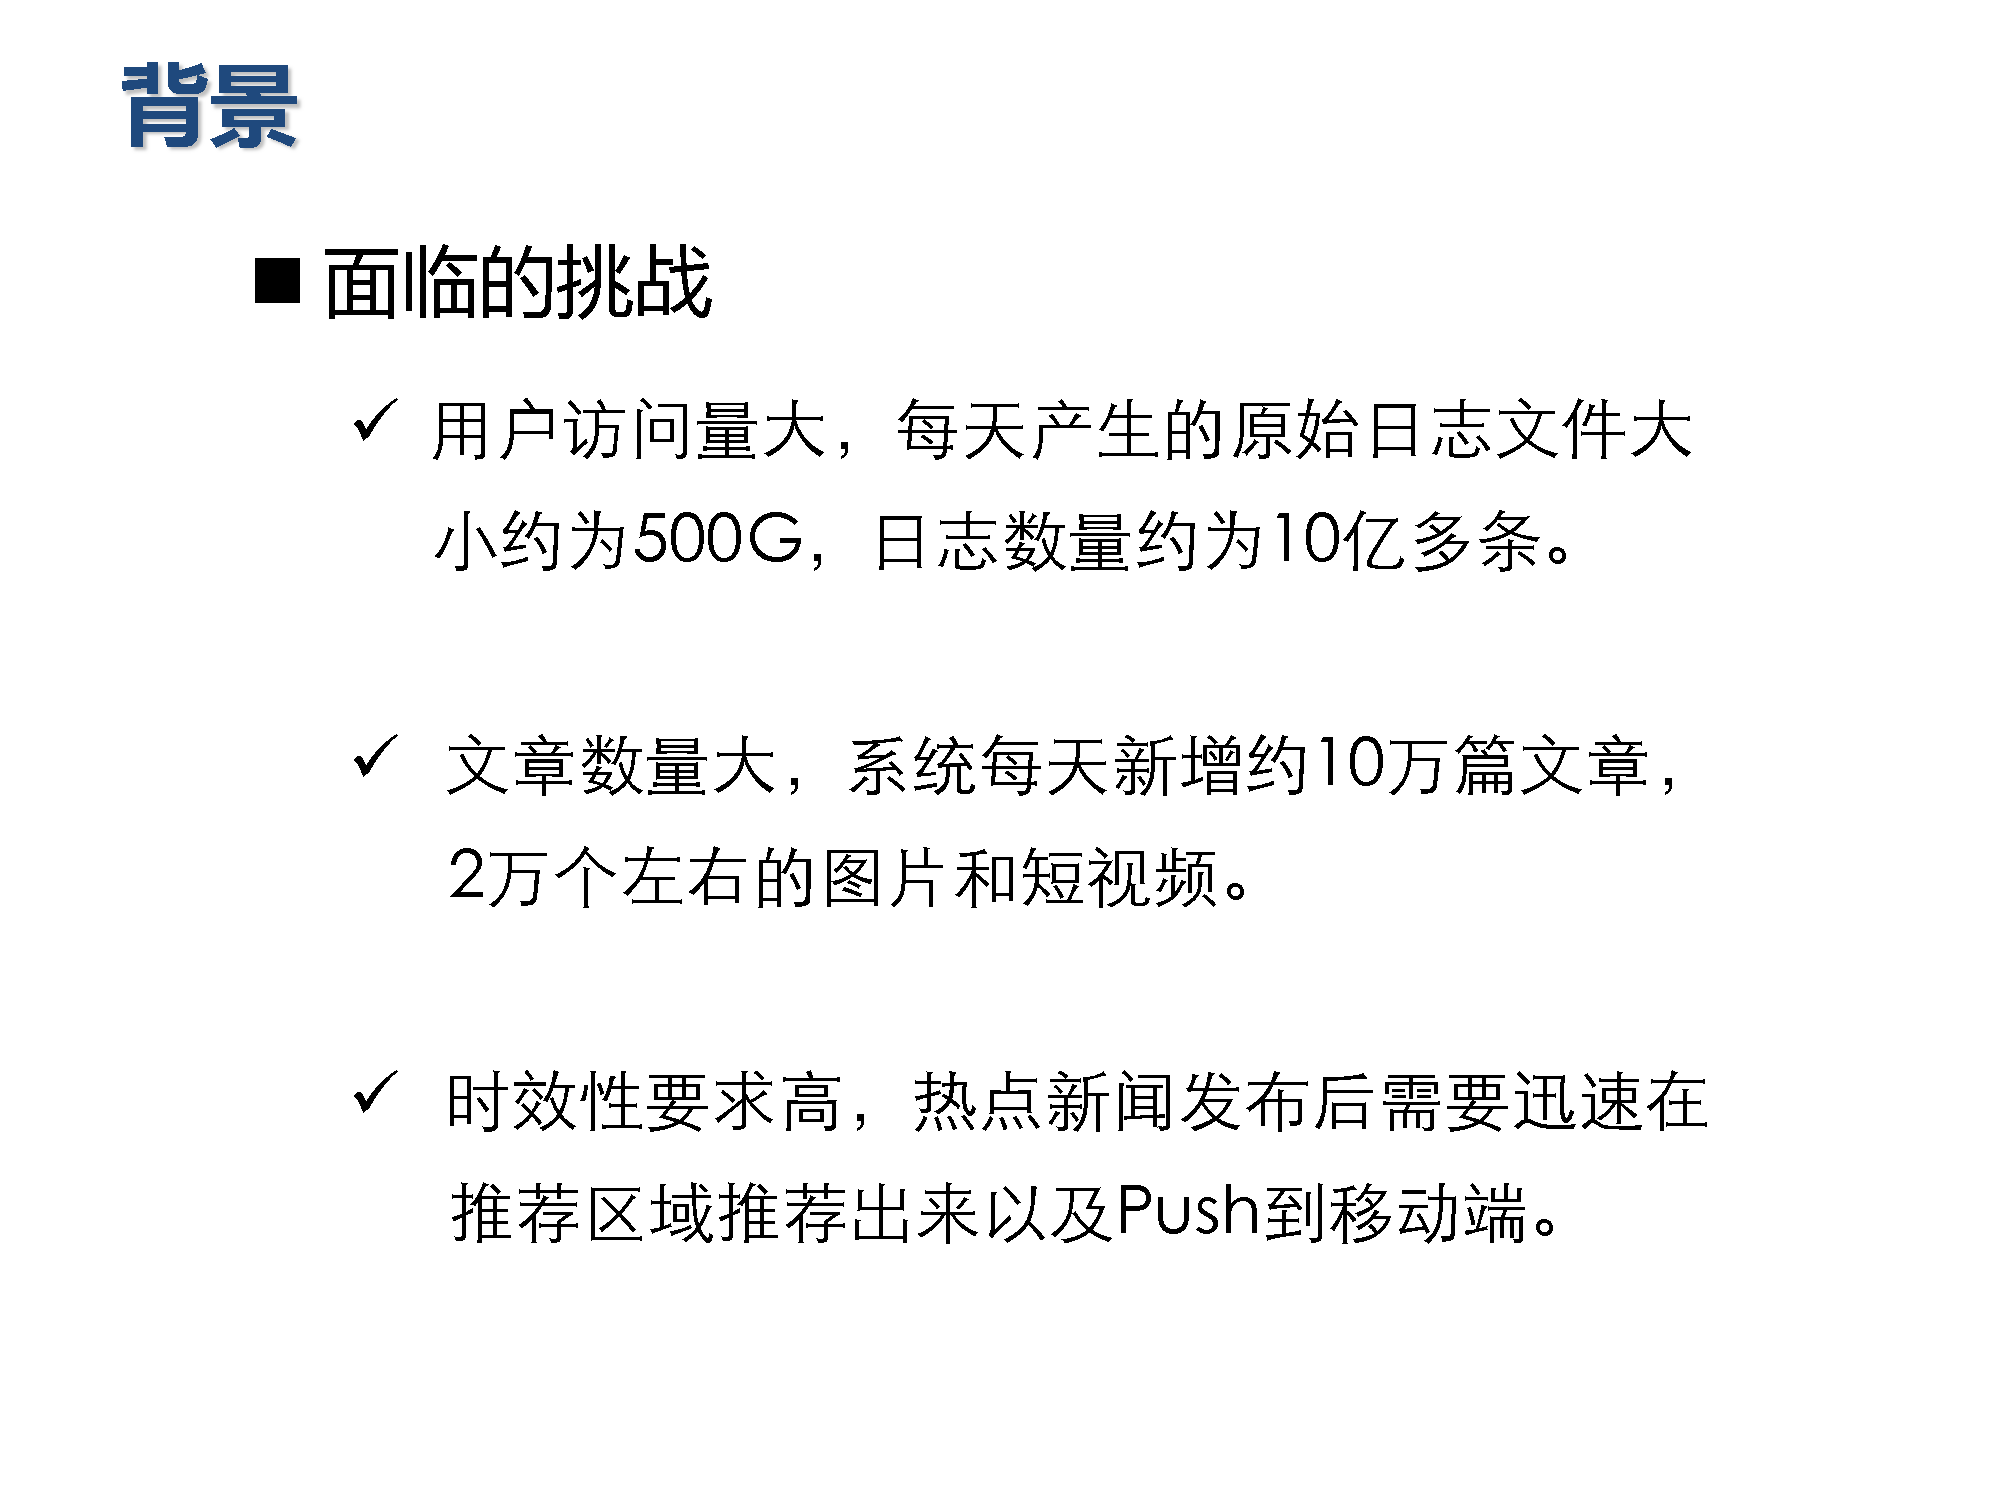 背景
■ 面临的挑战
✓ 用户访问量大，每天产生的原始日志文件大
小约为500G，日志数量约为10亿多条。
✓ 文章数量大，系统每天新增约10万篇文章，
2万个左右的图片和短视频。
✓ 时效性要求高，热点新闻发布后需要迅速在
推荐区域推荐出来以及Push到移动端。